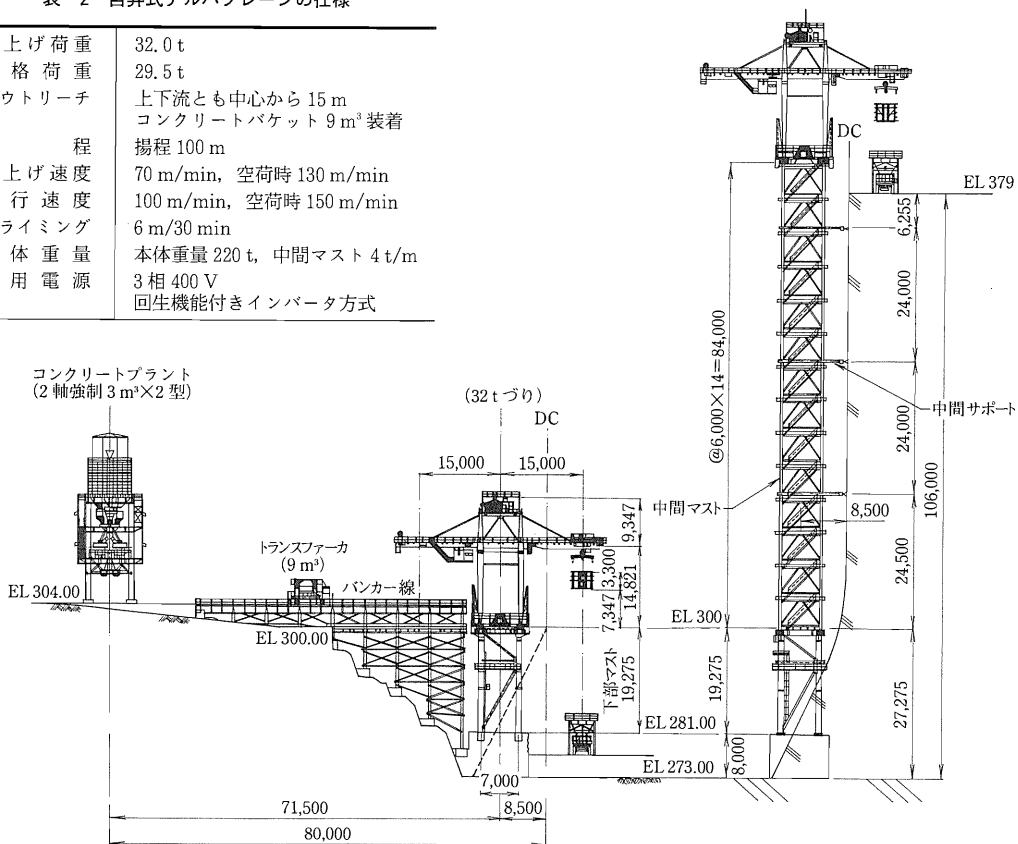 表 2 自昇式テルハクレーンの仕様
上げ荷重 32.0 t
格荷重 29.5 t
ウトリーチ 上下流とも中心から 15 m
コンクリートバケット 9 m³ 装着
程 揚程 100 m
上げ速度 70 m/min, 空荷時 130 m/min
行速度 100 m/min, 空荷時 150 m/min
ライミング 6 m/30 min
体重量 本体重量 220 t, 中間マスト 4 t/m
用電源 3 相 400 V
回生機能付きインバータ方式
コンクリートプラント
(2 軸強制 3 m³×2 型)
EL 304.00
トランスファーカ
(9 m³)
バンカー線
EL 300.00
(32 t づり)
DC
15,000
15,000
9,347
3,300
14,821
7,347
下部マスト
19,275
EL 281.00
EL 273.00
7,000
71,500
8,500
80,000
DC
EL 379
6,255
24,000
@6,000×14=84,000
中間サポート
24,000
106,000
中間マスト
8,500
24,500
EL 300
19,275
27,275
8,000